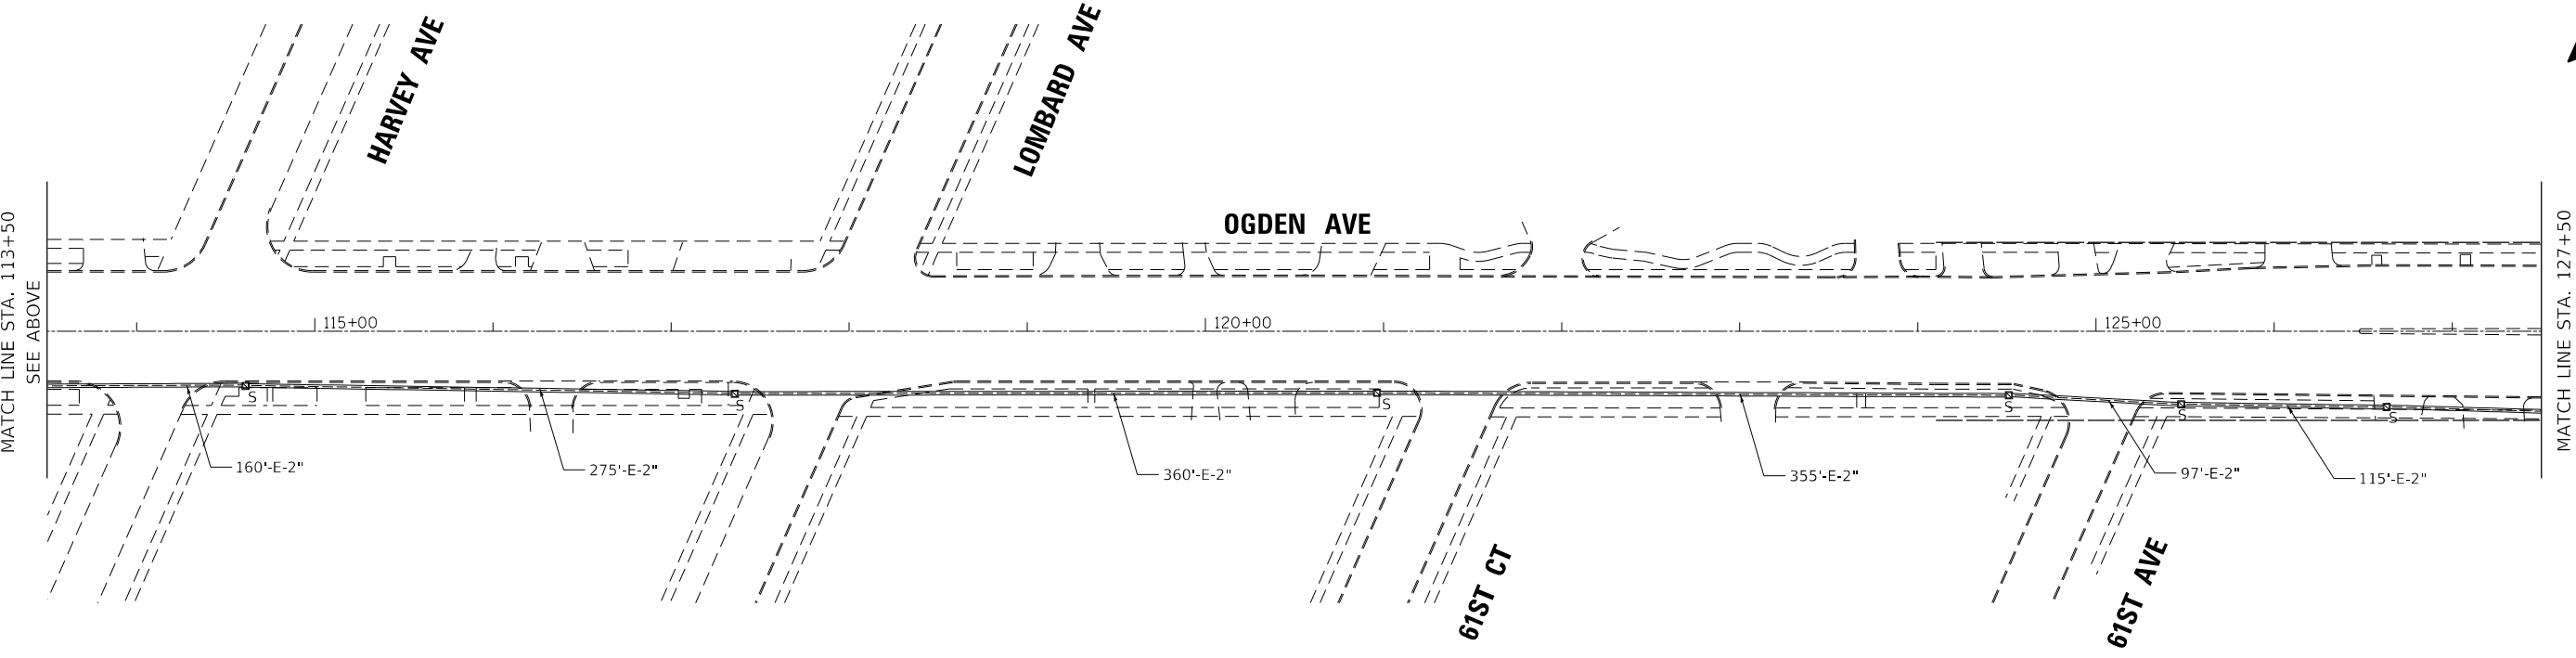 HARVEY AVE
LOMBARD AVE
OGDEN AVE
MATCH LINE STA. 113+50
SEE ABOVE
115+00
120+00
125+00
MATCH LINE STA. 127+50
S
S
S
S
S
S
160'-E-2"
275'-E-2"
360'-E-2"
355'-E-2"
97'-E-2"
115'-E-2"
61ST CT
61ST AVE